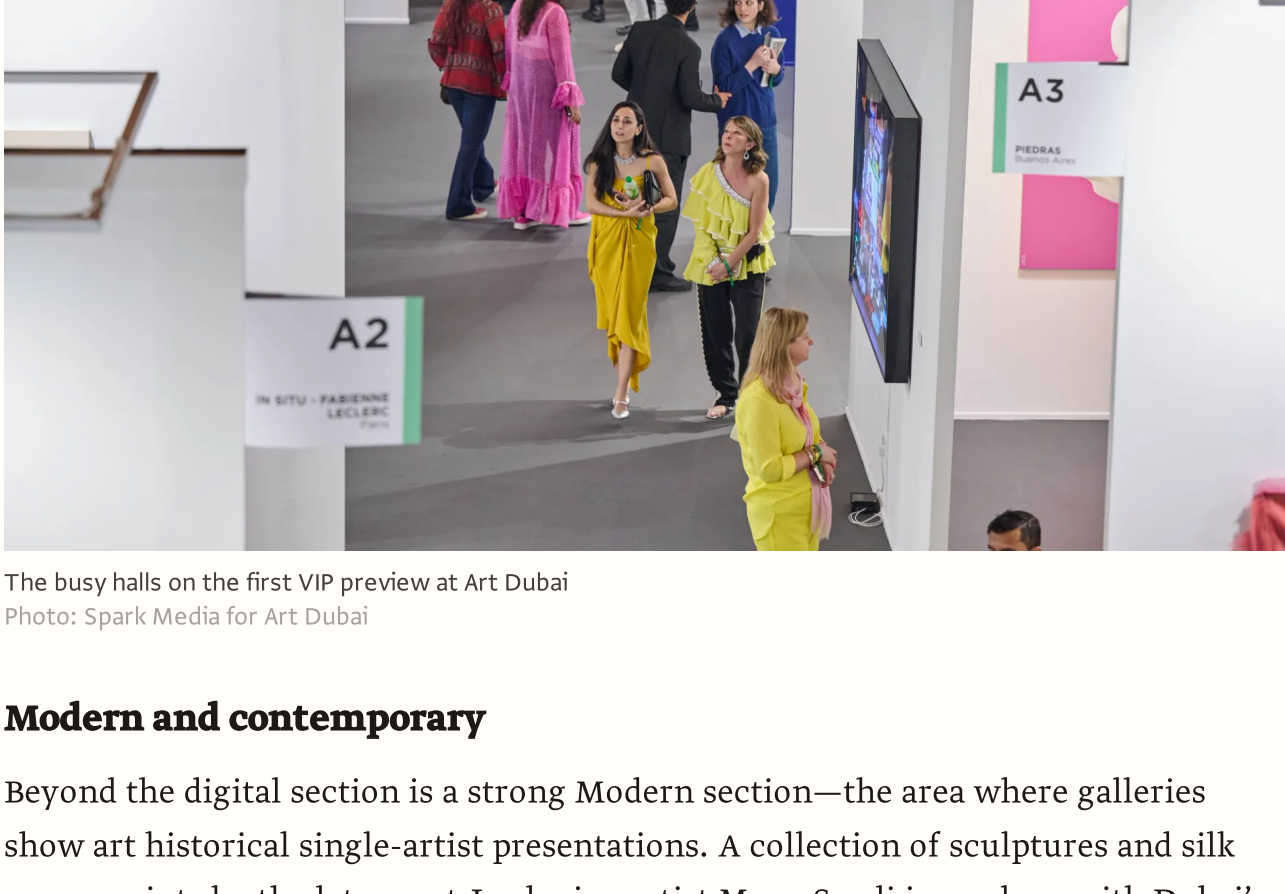 A3
PIEDRAS
Buenos Aires
A2
IN SITU - FABIENNE
LECLERC
Paris
The busy halls on the first VIP preview at Art Dubai
Photo: Spark Media for Art Dubai
Modern and contemporary
Beyond the digital section is a strong Modern section—the area where galleries
show art historical single-artist presentations. A collection of sculptures and silk